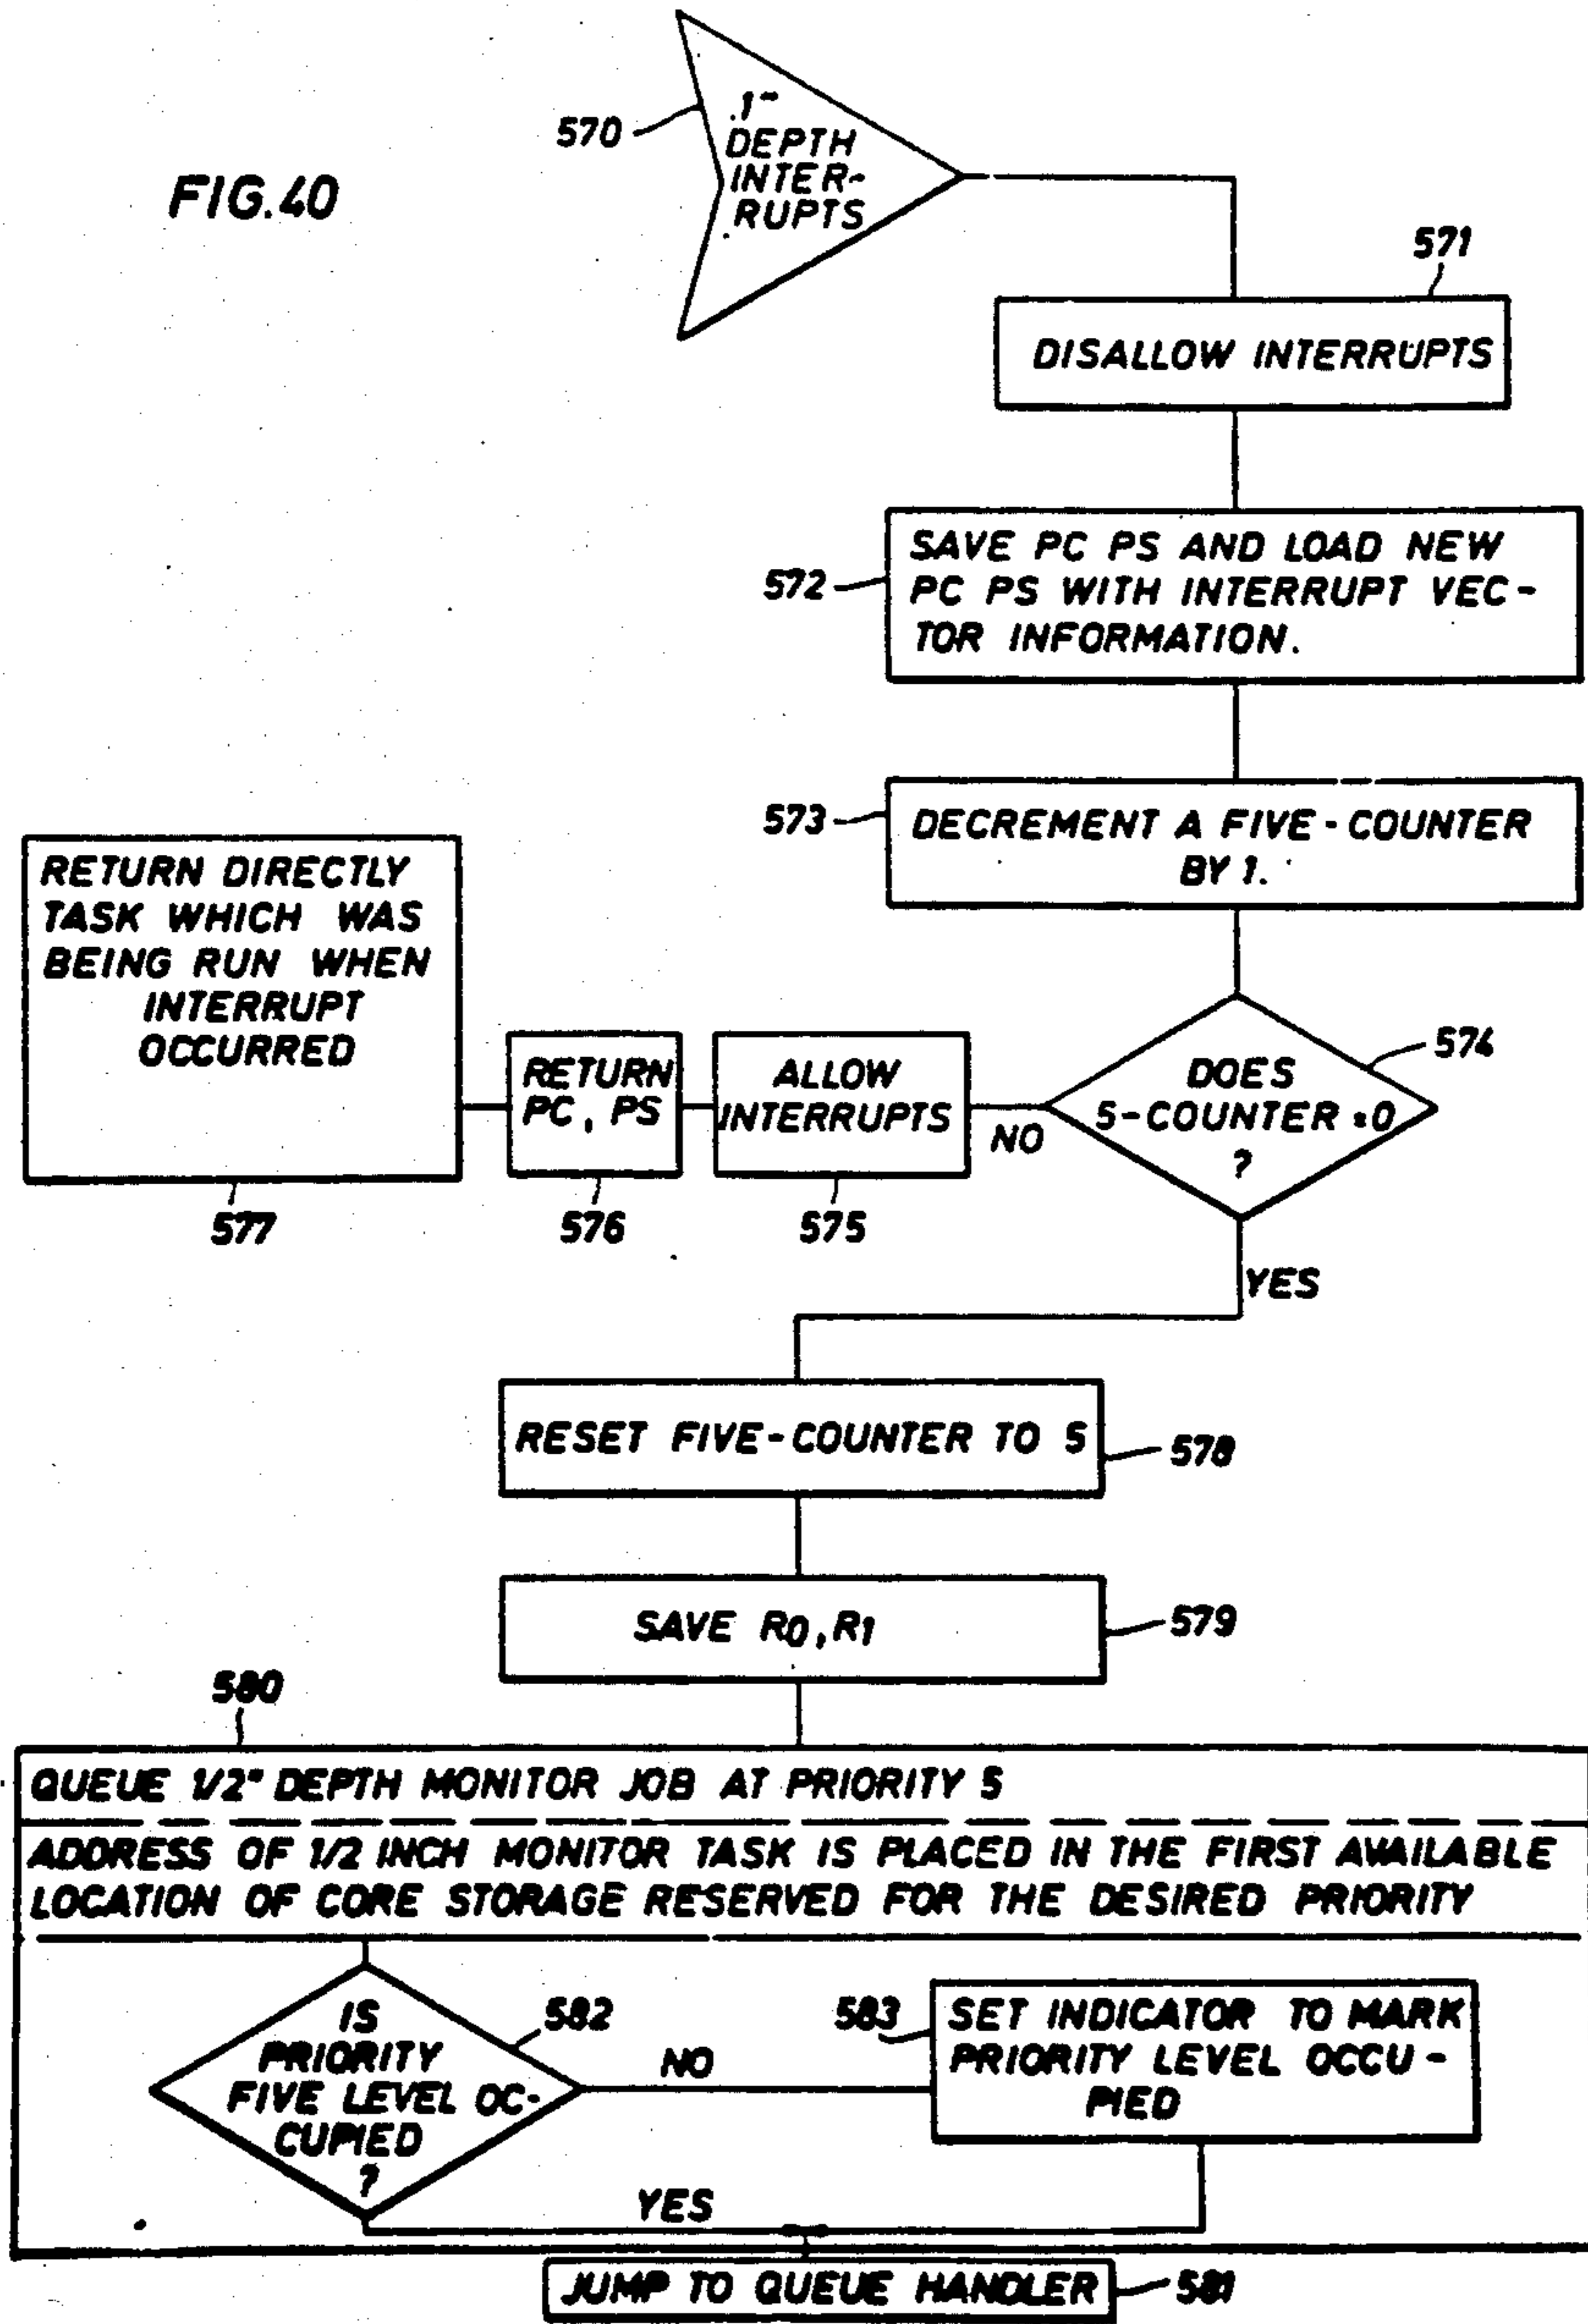 FIG.40
570
.1"
DEPTH
INTER-
RUPTS
571
DISALLOW INTERRUPTS
572
SAVE PC PS AND LOAD NEW
PC PS WITH INTERRUPT VEC-
TOR INFORMATION.
573
DECREMENT A FIVE-COUNTER
BY 1.
574
DOES
5-COUNTER =0
?
NO
YES
ALLOW
INTERRUPTS
575
RETURN
PC, PS
576
RETURN DIRECTLY
TASK WHICH WAS
BEING RUN WHEN
INTERRUPT
OCCURRED
577
RESET FIVE-COUNTER TO 5
578
SAVE R0,R1
579
580
QUEUE 1/2" DEPTH MONITOR JOB AT PRIORITY 5
ADDRESS OF 1/2 INCH MONITOR TASK IS PLACED IN THE FIRST AVAILABLE
LOCATION OF CORE STORAGE RESERVED FOR THE DESIRED PRIORITY
IS
PRIORITY
FIVE LEVEL OC-
CUPIED
?
582
NO
583
SET INDICATOR TO MARK
PRIORITY LEVEL OCCU-
PIED
YES
JUMP TO QUEUE HANDLER
581